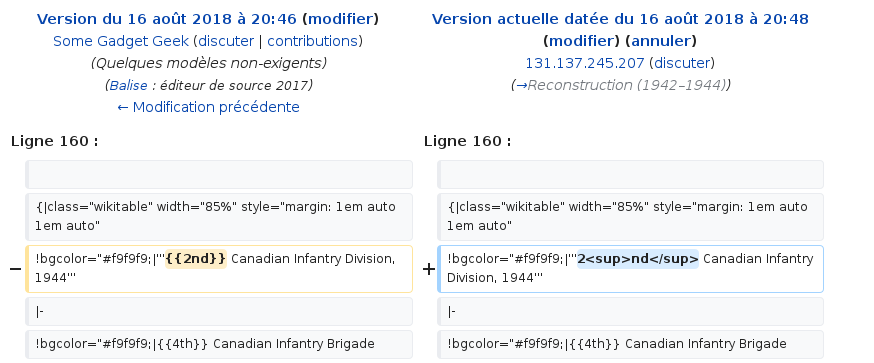 Version du 16 août 2018 à 20:46 (modifier)
Some Gadget Geek (discuter | contributions)
(Quelques modèles non-exigents)
(Balise : éditeur de source 2017)
← Modification précédente
Version actuelle datée du 16 août 2018 à 20:48
(modifier) (annuler)
131.137.245.207 (discuter)
(→Reconstruction (1942–1944))
Ligne 160 :
Ligne 160 :
{|class="wikitable" width="85%" style="margin: 1em auto
1em auto"
{|class="wikitable" width="85%" style="margin: 1em auto
1em auto"
− !bgcolor="#f9f9f9;|'''{{2nd}} Canadian Infantry Division,
1944'''
+ !bgcolor="#f9f9f9;|'''2<sup>nd</sup> Canadian Infantry
Division, 1944'''
|-
|-
!bgcolor="#f9f9f9;|{{4th}} Canadian Infantry Brigade
!bgcolor="#f9f9f9;|{{4th}} Canadian Infantry Brigade